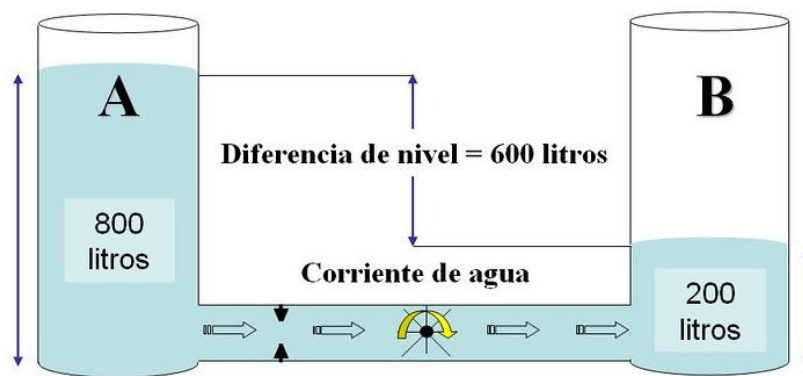 A
B
Diferencia de nivel = 600 litros
800
litros
Corriente de agua
200
litros